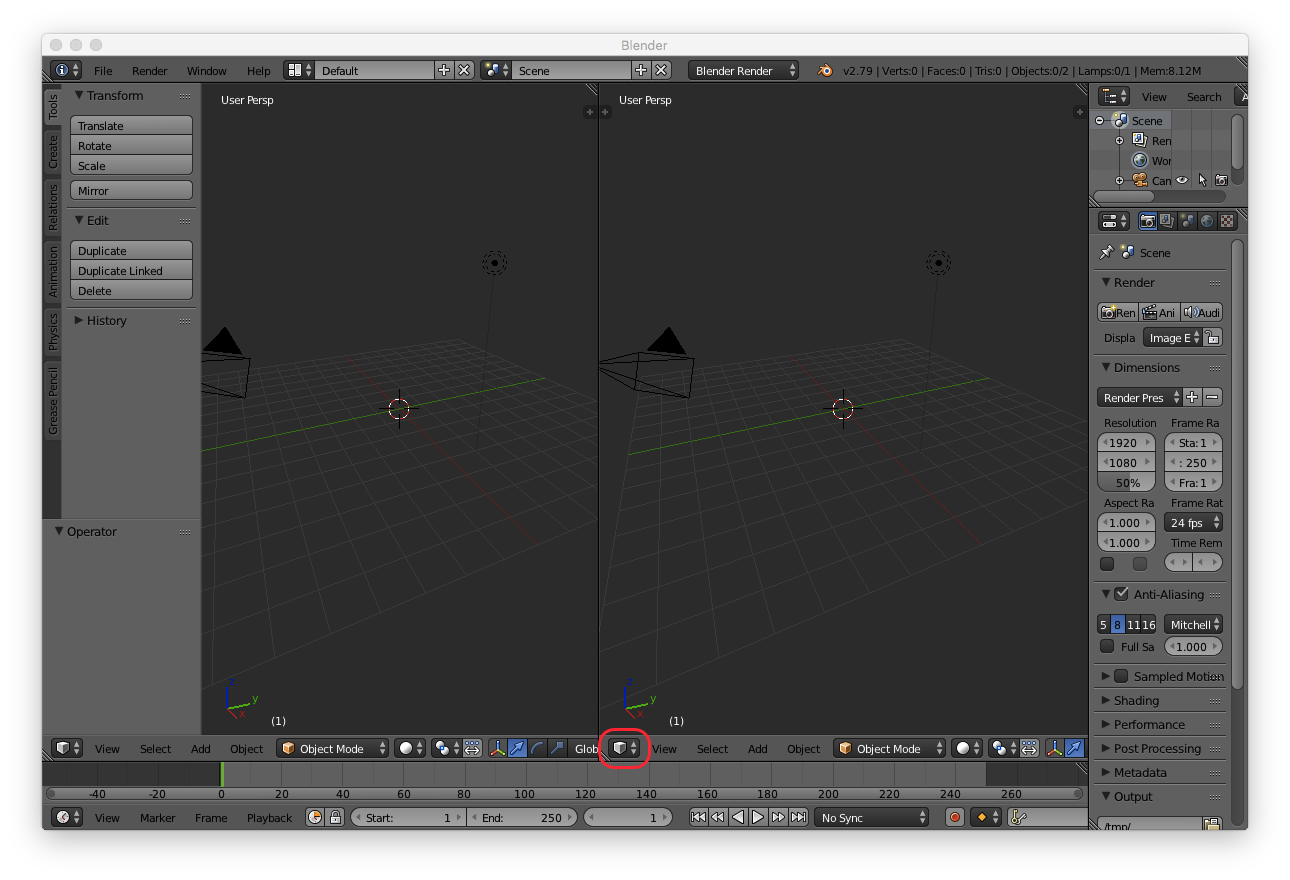 Blender
File Render Window Help Default Scene Blender Render v2.79 | Verts:0 | Faces:0 | Tris:0 | Objects:0/2 | Lamps:0/1 | Mem:8.12M
Tools
Create
Relations
Animation
Physics
Grease Pencil
Transform
Translate
Rotate
Scale
Mirror
Edit
Duplicate
Duplicate Linked
Delete
History
Operator
User Persp
z
y
x
(1)
User Persp
z
y
x
(1)
View Select Add Object Object Mode Glob
View Select Add Object Object Mode
View Search A
Scene
Ren
Wor
Can
Scene
Render
Ren Ani Audi
Displa Image E
Dimensions
Render Pres
Resolution Frame Ra
1920 Sta: 1
1080 : 250
50% Fra: 1
Aspect Ra Frame Rat
1.000 24 fps
1.000 Time Rem
Anti-Aliasing
5 8 11 16 Mitchell
Full Sa 1.000
Sampled Motion
Shading
Performance
Post Processing
Metadata
Output
/tmp/
-40 -20 0 20 40 60 80 100 120 140 160 180 200 220 240 260
View Marker Frame Playback Start: 1 End: 250 1 No Sync